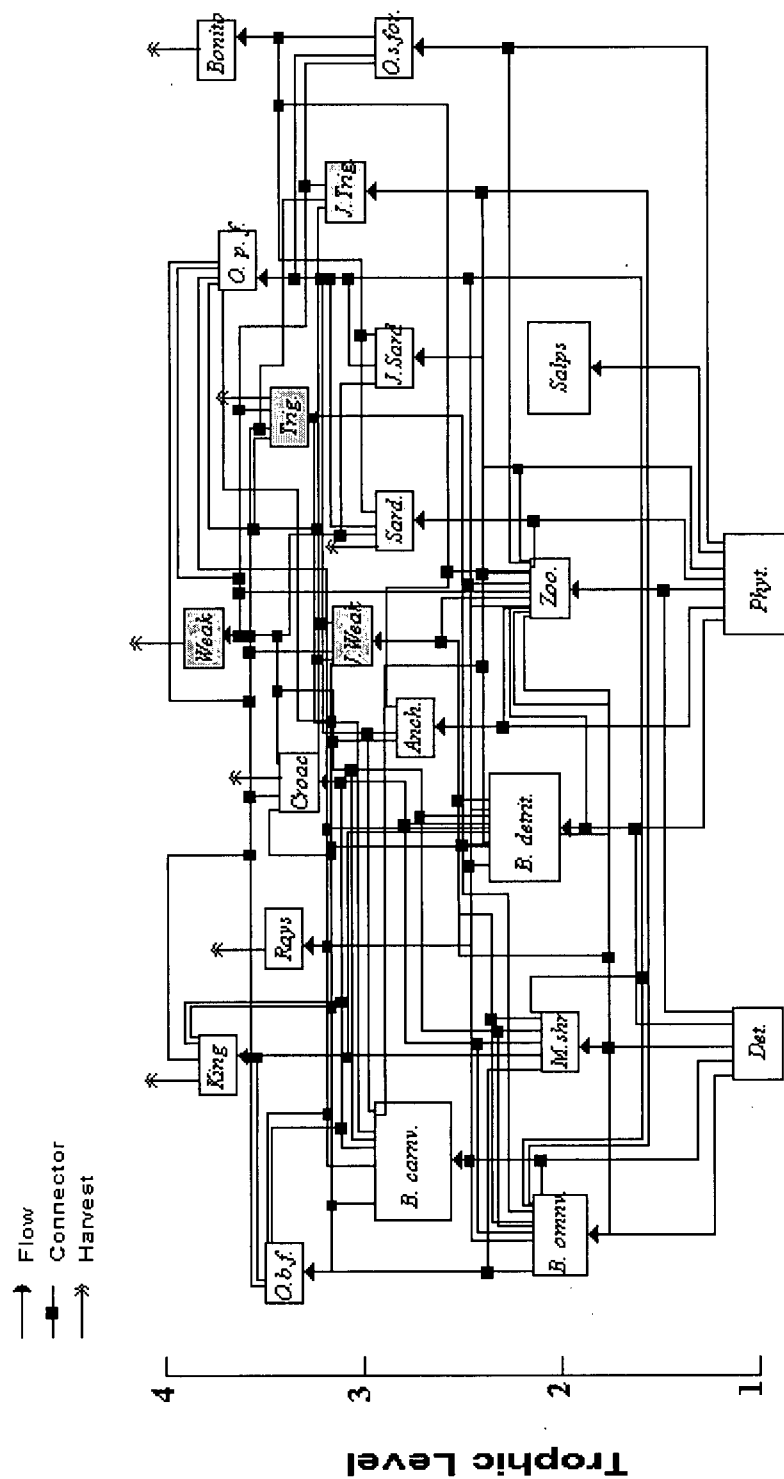 Flow
Connector
Harvest
Trophic Level
4
3
2
1
Bonito
King
Weak
O. p. f.
O.b.f.
Rays
Croac
Trig.
J. Weak
J. Trig.
B. carnv.
Anch.
Sard.
J. Sard
O.s.for.
B. omnv.
M.shr
B. detrit.
Zoo.
Salps
Det.
Phyt.